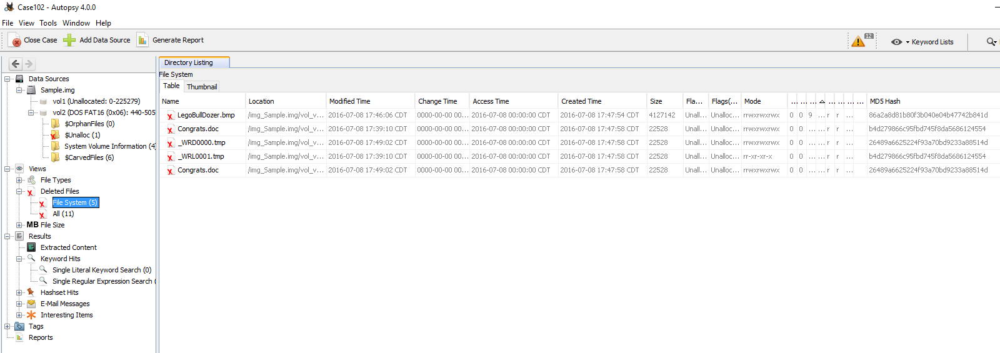 Case102 - Autopsy 4.0.0
File View Tools Window Help
Close Case Add Data Source Generate Report 12 Keyword Lists
Directory Listing
File System
Table Thumbnail
Data Sources
Sample.img
vol1 (Unallocated: 0-225279)
vol2 (DOS FAT16 (0x06): 440-505
$OrphanFiles (0)
$Unalloc (1)
System Volume Information (4)
$CarvedFiles (6)
Views
File Types
Deleted Files
File System (5)
All (11)
MB File Size
Results
Extracted Content
Keyword Hits
Single Literal Keyword Search (0)
Single Regular Expression Search (
Hashset Hits
E-Mail Messages
Interesting Items
Tags
Reports
Name Location Modified Time Change Time Access Time Created Time Size Fla... Flags(... Mode ... ... ... ... ... ... ... MD5 Hash
LegoBullDozer.bmp /img_Sample.img/vol_v... 2016-07-08 17:46:06 CDT 0000-00-00 00... 2016-07-08 00:00:00 CDT 2016-07-08 17:47:54 CDT 4127142 Unall... Unalloc... rrwxrwxrwx 0 0 9 ... r r ... 86a2a8d81b80f3b040e04b47742b841d
Congrats.doc /img_Sample.img/vol_v... 2016-07-08 17:39:10 CDT 0000-00-00 00... 2016-07-08 00:00:00 CDT 2016-07-08 17:47:58 CDT 22528 Unall... Unalloc... rrwxrwxrwx 0 0 ... ... r r ... b4d279866c95fbd745f8da5686124554
_WRD0000.tmp /img_Sample.img/vol_v... 2016-07-08 17:49:02 CDT 0000-00-00 00... 2016-07-08 00:00:00 CDT 2016-07-08 17:47:58 CDT 22528 Unall... Unalloc... rrwxrwxrwx 0 0 ... ... r r ... 26489a6625224f93a70bd9233a88514d
_WRL0001.tmp /img_Sample.img/vol_v... 2016-07-08 17:39:10 CDT 0000-00-00 00... 2016-07-08 00:00:00 CDT 2016-07-08 17:47:58 CDT 22528 Unall... Unalloc... rr-xr-xr-x 0 0 ... ... r r ... b4d279866c95fbd745f8da5686124554
Congrats.doc /img_Sample.img/vol_v... 2016-07-08 17:49:02 CDT 0000-00-00 00... 2016-07-08 00:00:00 CDT 2016-07-08 17:47:58 CDT 22528 Unall... Unalloc... rrwxrwxrwx 0 0 ... ... r r ... 26489a6625224f93a70bd9233a88514d